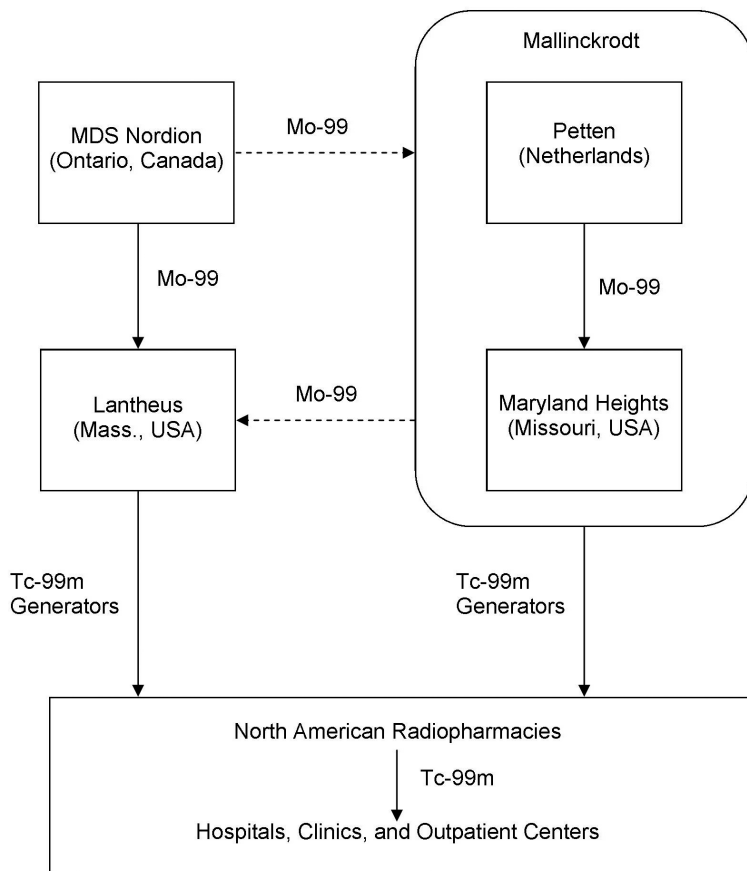 Mallinckrodt
MDS Nordion
(Ontario, Canada)
Mo-99
Petten
(Netherlands)
Mo-99
Mo-99
Lantheus
(Mass., USA)
Mo-99
Maryland Heights
(Missouri, USA)
Tc-99m
Generators
Tc-99m
Generators
North American Radiopharmacies
Tc-99m
Hospitals, Clinics, and Outpatient Centers